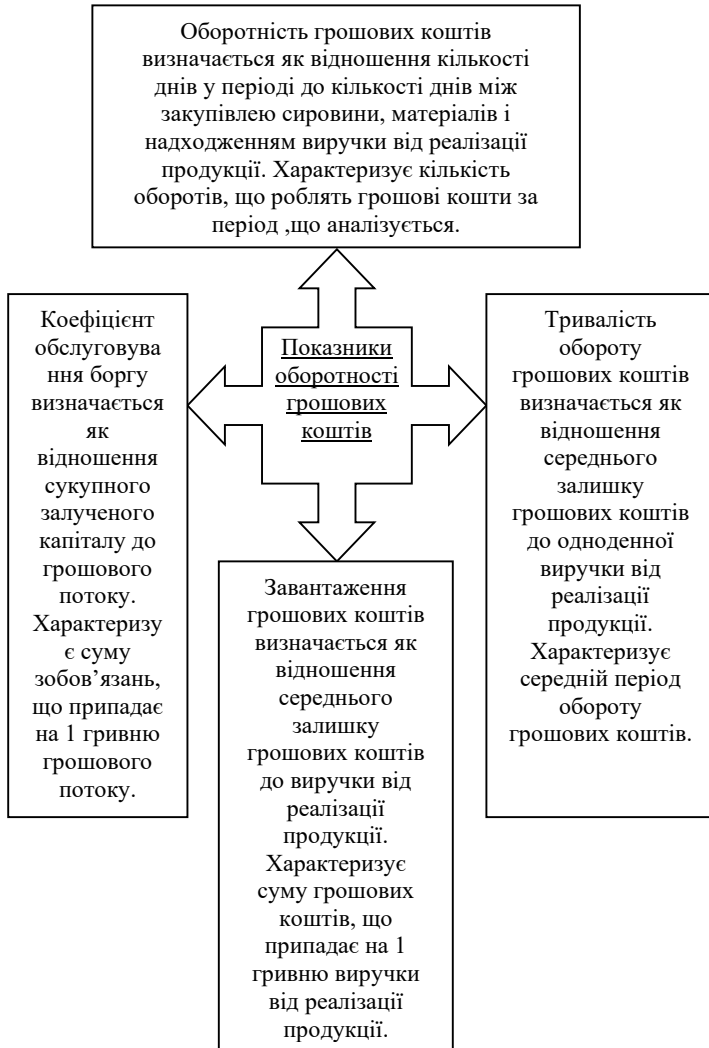 Оборотність грошових коштів
визначається як відношення кількості
днів у періоді до кількості днів між
закупівлею сировини, матеріалів і
надходженням виручки від реалізації
продукції. Характеризує кількість
оборотів, що роблять грошові кошти за
період ,що аналізується.
Коефіцієнт
обслуговува
ння боргу
визначається
як
відношення
сукупного
залученого
капіталу до
грошового
потоку.
Характеризу
є суму
зобов’язань,
що припадає
на 1 гривню
грошового
потоку.
Показники
оборотності
грошових
коштів
Тривалість
обороту
грошових коштів
визначається як
відношення
середнього
залишку
грошових коштів
до одноденної
виручки від
реалізації
продукції.
Характеризує
середній період
обороту
грошових коштів.
Завантаження
грошових коштів
визначається як
відношення
середнього
залишку
грошових коштів
до виручки від
реалізації
продукції.
Характеризує
суму грошових
коштів, що
припадає на 1
гривню виручки
від реалізації
продукції.